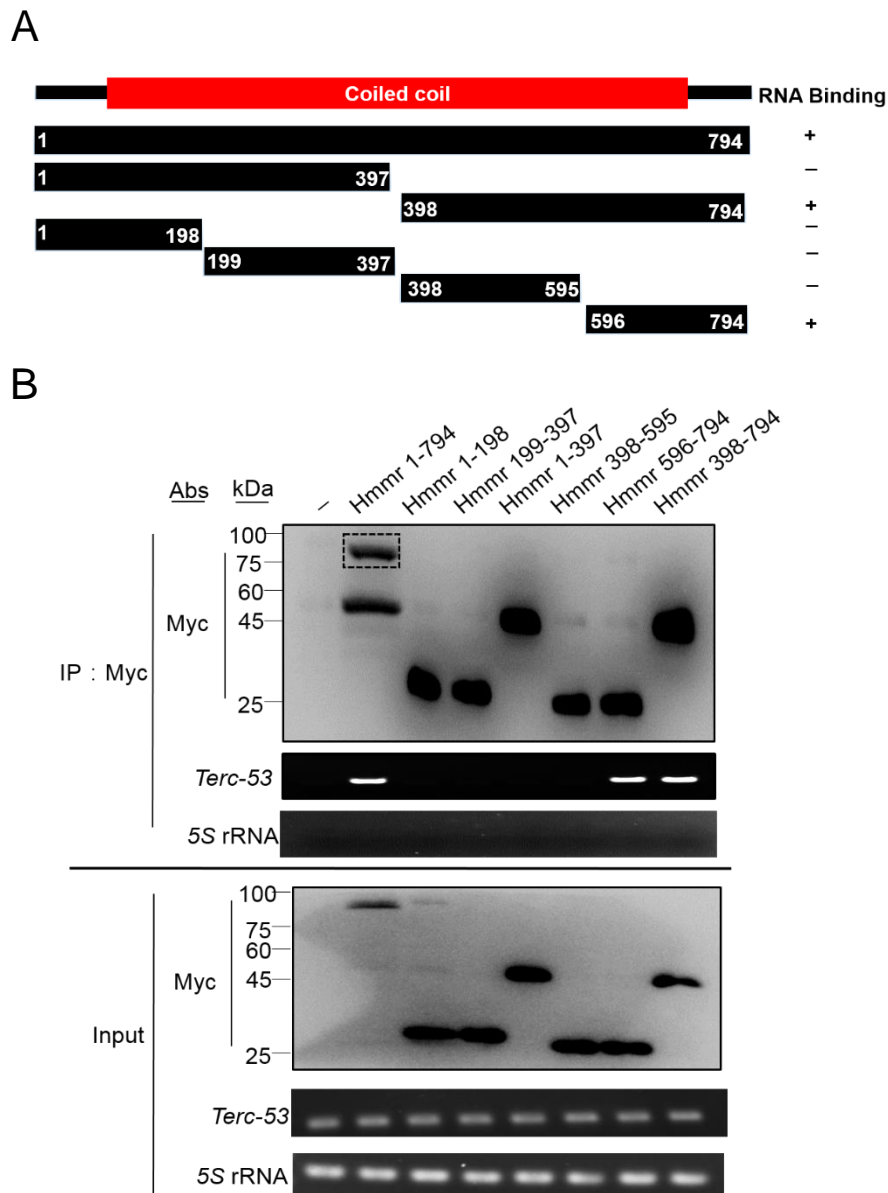 A
Coiled coil
RNA Binding
1 794 +
1 397 –
398 794 +
1 198 –
199 397 –
398 595 –
596 794 +
B
Abs kDa – Hmmr 1-794 Hmmr 1-198 Hmmr 199-397 Hmmr 1-397 Hmmr 398-595 Hmmr 596-794 Hmmr 398-794
100
75
60
Myc
45
IP : Myc
25
Terc-53
5S rRNA
100
75
60
Myc
45
Input
25
Terc-53
5S rRNA